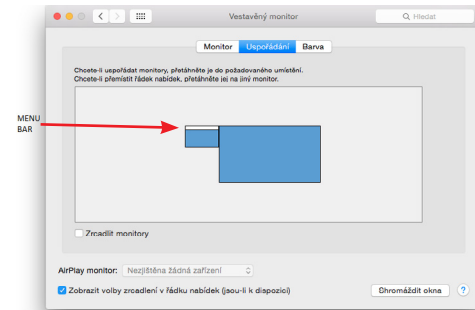 Vestavěný monitor
Hledat
Monitor Uspořádání Barva
Chcete-li uspořádat monitory, přetáhněte je do požadovaného umístění.
Chcete-li přemístit řádek nabídek, přetáhněte jej na jiný monitor.
MENU
BAR
Zrcadlit monitory
AirPlay monitor: Nezjištěna žádná zařízení
Zobrazit volby zrcadlení v řádku nabídek (jsou-li k dispozici)
Shromáždit okna
?